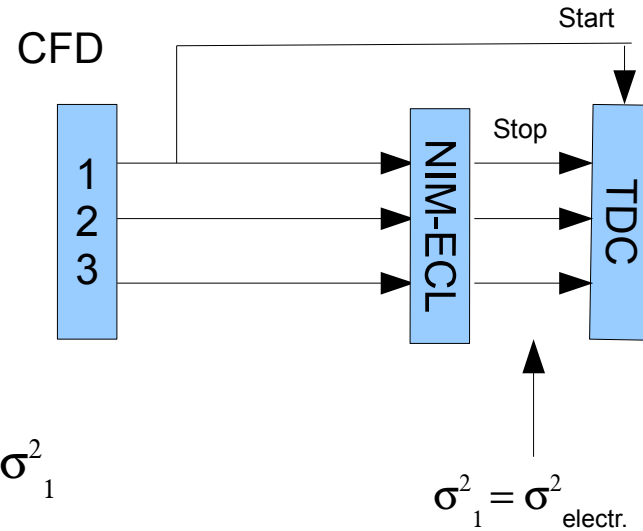 Start
CFD
Stop
1
2
3
NIM-ECL
TDC
σ²₁
σ²₁ = σ²electr.